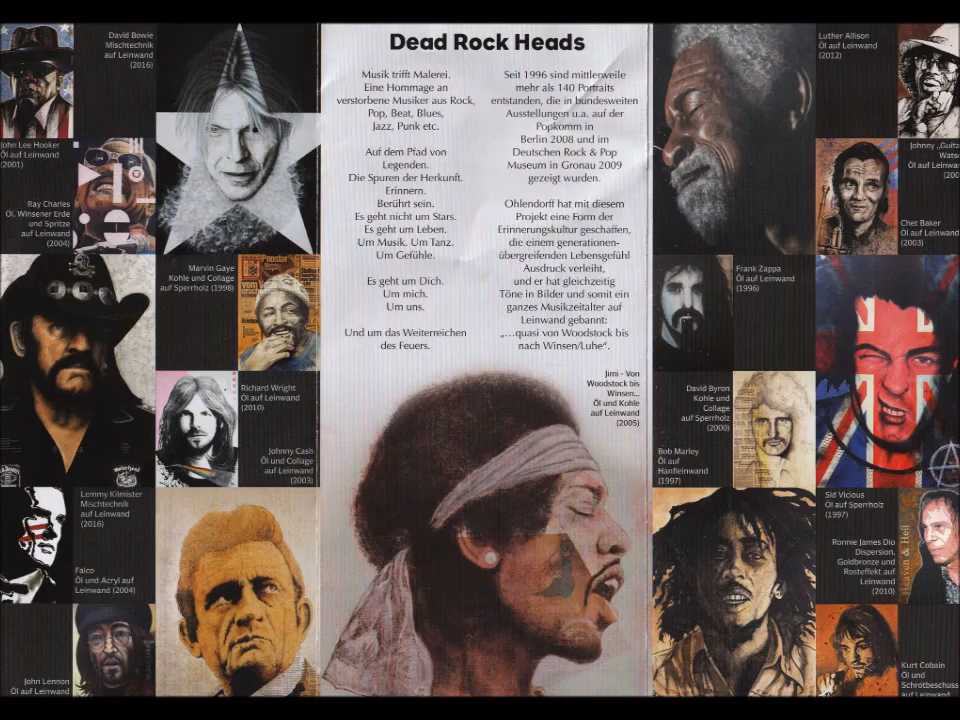 Dead Rock Heads
Musik trifft Malerei.
Eine Hommage an
verstorbene Musiker aus Rock,
Pop, Beat, Blues,
Jazz, Punk etc.
Auf dem Pfad von
Legenden.
Die Spuren der Herkunft.
Erinnern.
Berührt sein.
Es geht nicht um Stars.
Es geht um Leben.
Um Musik. Um Tanz.
Um Gefühle.
Es geht um Dich.
Um mich.
Um uns.
Und um das Weiterreichen
des Feuers.
Seit 1996 sind mittlerweile
mehr als 140 Portraits
entstanden, die in bundesweiten
Ausstellungen u.a. auf der
Popkomm in
Berlin 2008 und im
Deutschen Rock & Pop
Museum in Gronau 2009
gezeigt wurden.
Ohlendorff hat mit diesem
Projekt eine Form der
Erinnerungskultur geschaffen,
die einem generationen-
übergreifenden Lebensgefühl
Ausdruck verleiht,
und er hat gleichzeitig
Töne in Bilder und somit ein
ganzes Musikzeitalter auf
Leinwand gebannt:
„…quasi von Woodstock bis
nach Winsen/Luhe“.
Jimi - Von
Woodstock bis
Winsen...
Öl und Kohle
auf Leinwand
(2005)
David Bowie
Mischtechnik
auf Leinwand
(2016)
John Lee Hooker
Öl auf Leinwand
(2001)
Ray Charles
Öl, Winsener Erde
und Spritze
auf Leinwand
(2004)
Marvin Gaye
Kohle und Collage
auf Sperrholz (1998)
Richard Wright
Öl auf Leinwand
(2010)
Johnny Cash
Öl und Collage
auf Leinwand
(2003)
Lemmy Kilmister
Mischtechnik
auf Leinwand
(2016)
Falco
Öl und Acryl auf
Leinwand (2004)
John Lennon
Öl auf Leinwand
Luther Allison
Öl auf Leinwand
(2012)
Johnny „Guita
Wats
Öl auf Leinwa
(200
Chet Baker
Öl auf Leinwand
(2003)
Frank Zappa
Öl auf Leinwand
(1996)
David Byron
Kohle und
Collage
auf Sperrholz
(2000)
Bob Marley
Öl auf
Hanfleinwand
(1997)
Sid Vicious
Öl auf Sperrholz
(1997)
Ronnie James Dio
Dispersion,
Goldbronze und
Rosteffekt auf
Leinwand
(2010)
Heaven & Hell
Kurt Cobain
Öl und
Schrotbeschuss
auf Leinwand
Motörhead